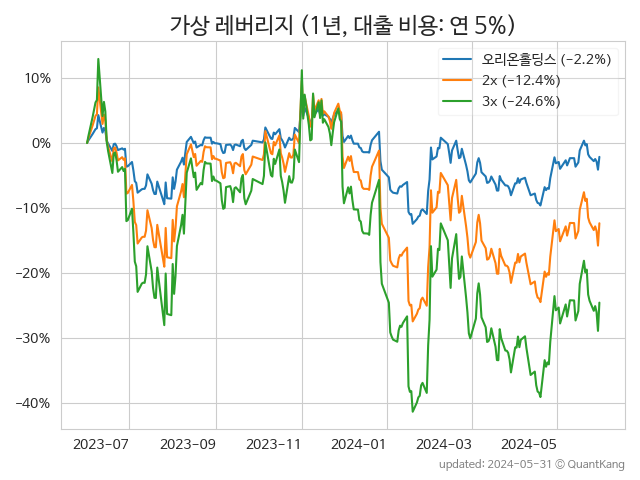 가상 레버리지 (1년, 대출 비용: 연 5%)
오리온홀딩스 (−2.2%)
2x (−12.4%)
3x (−24.6%)
10%
0%
−10%
−20%
−30%
−40%
2023-07 2023-09 2023-11 2024-01 2024-03 2024-05
updated: 2024-05-31 © QuantKang